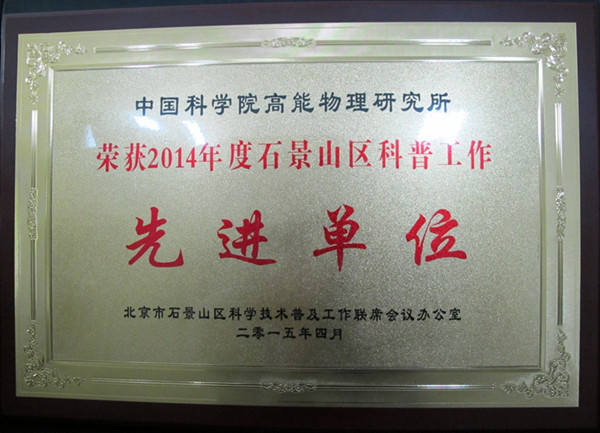 中国科学院高能物理研究所
荣获2014年度石景山区科普工作
先进单位
北京市石景山区科学技术普及工作联席会议办公室
二零一五年四月